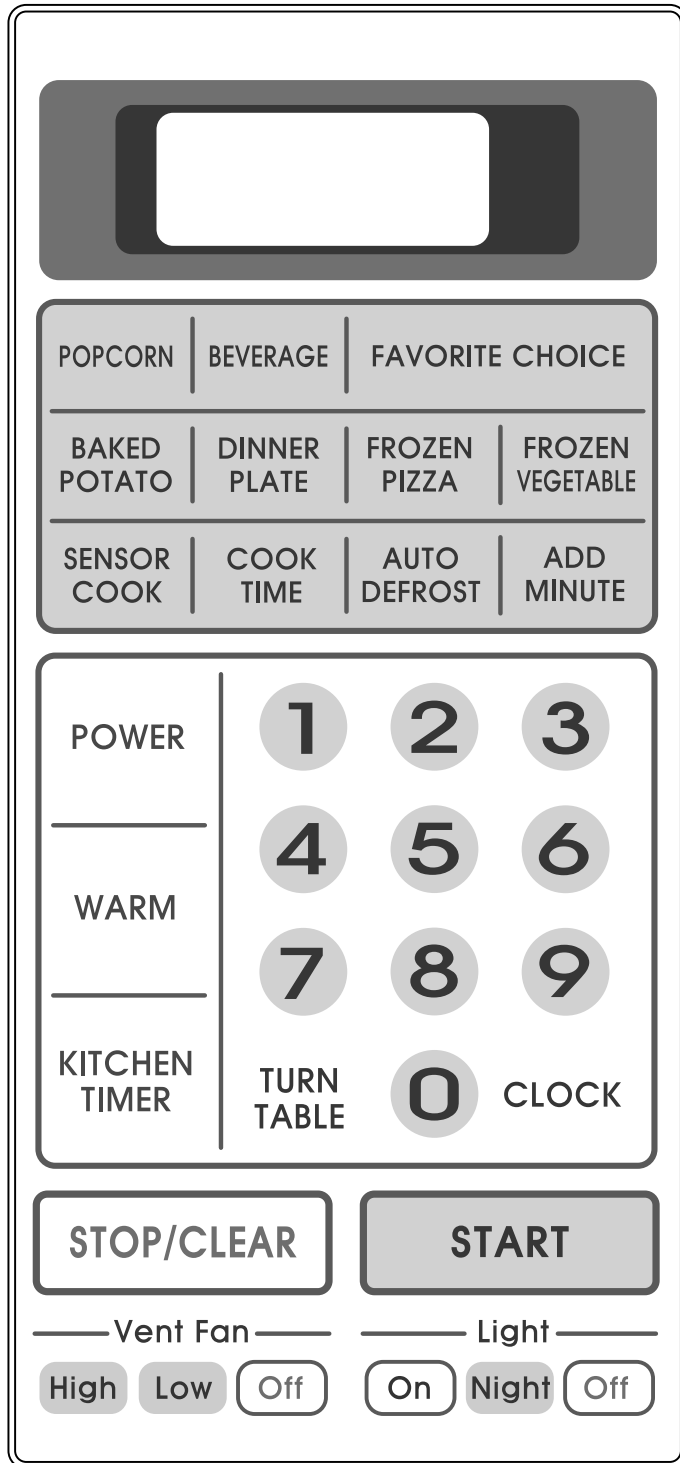 POPCORN BEVERAGE FAVORITE CHOICE
BAKED POTATO DINNER PLATE FROZEN PIZZA FROZEN VEGETABLE
SENSOR COOK COOK TIME AUTO DEFROST ADD MINUTE
POWER 1 2 3
WARM 4 5 6
7 8 9
KITCHEN TIMER TURN TABLE 0 CLOCK
STOP/CLEAR START
Vent Fan Light
High Low Off On Night Off